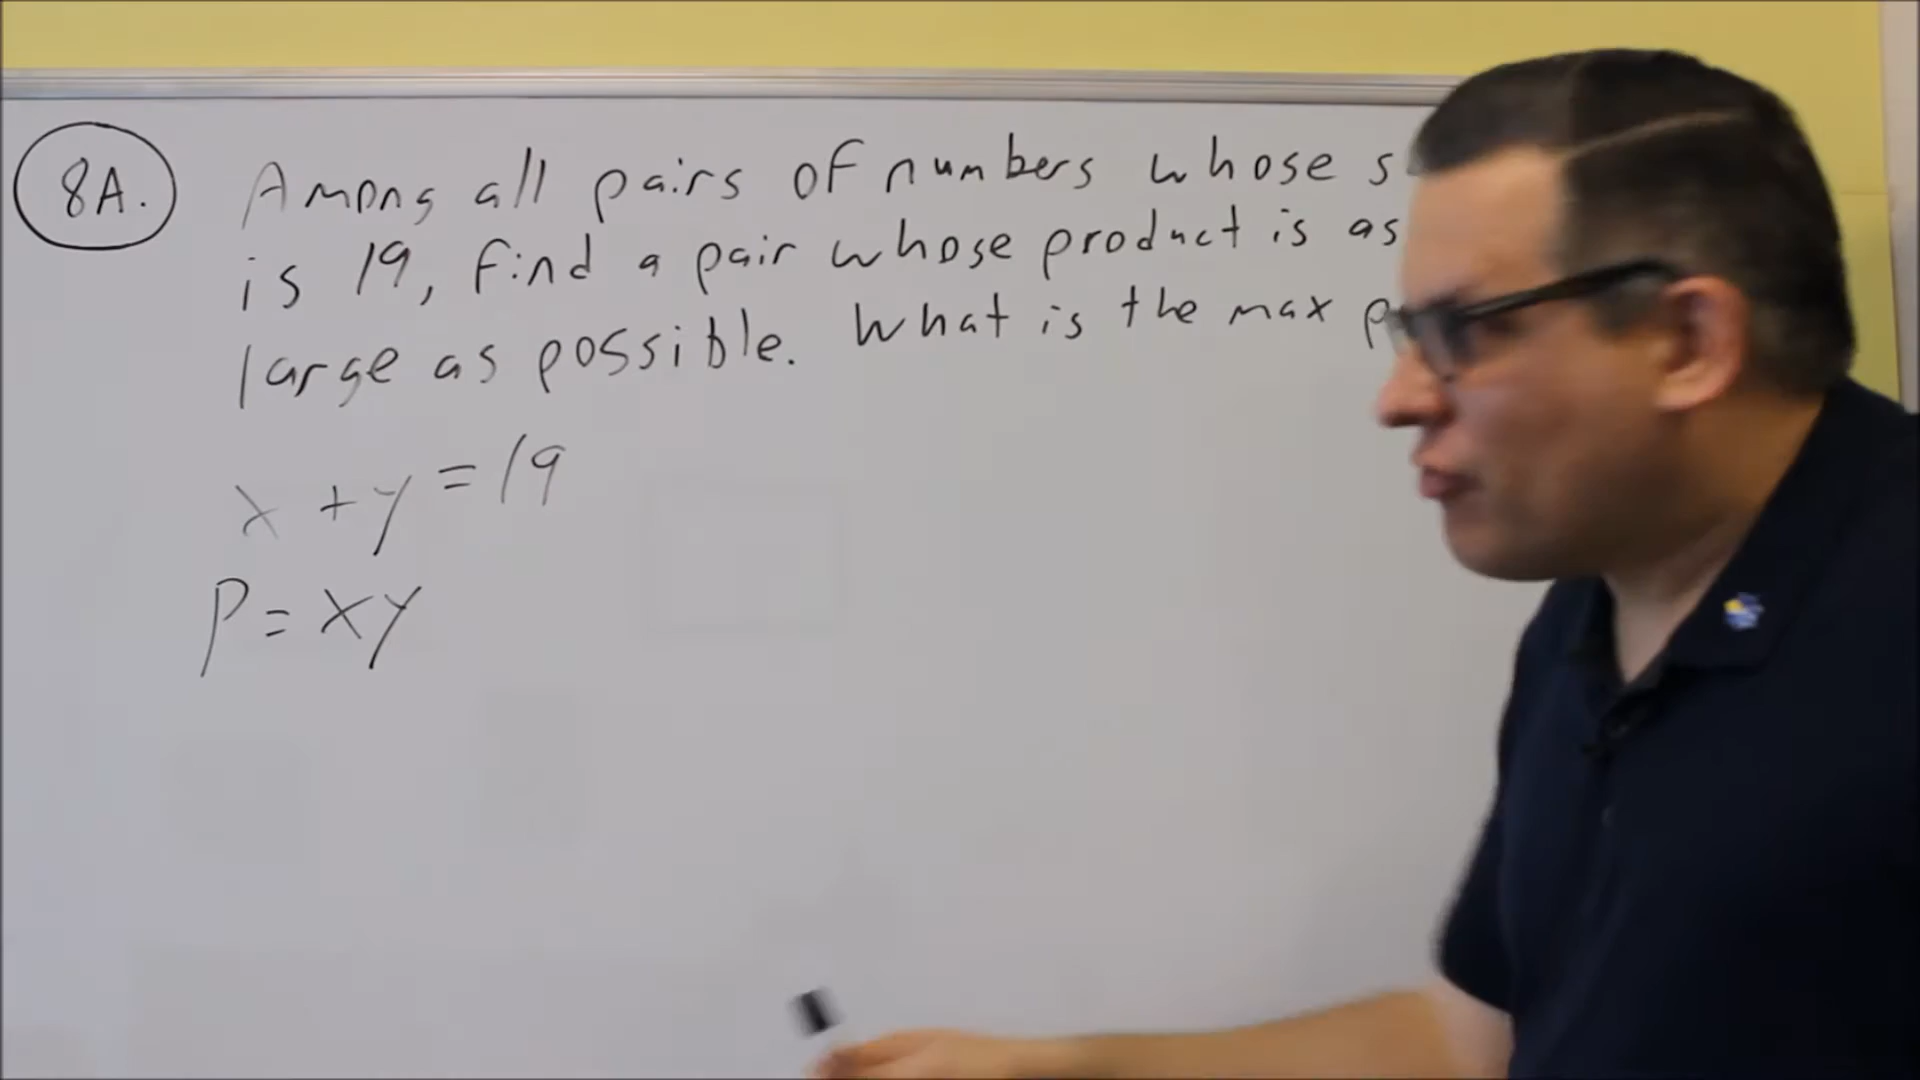 8A.
Among all pairs of numbers whose
is 19, find a pair whose product is as
large as possible. What is the max
x + y = 19
P = xy